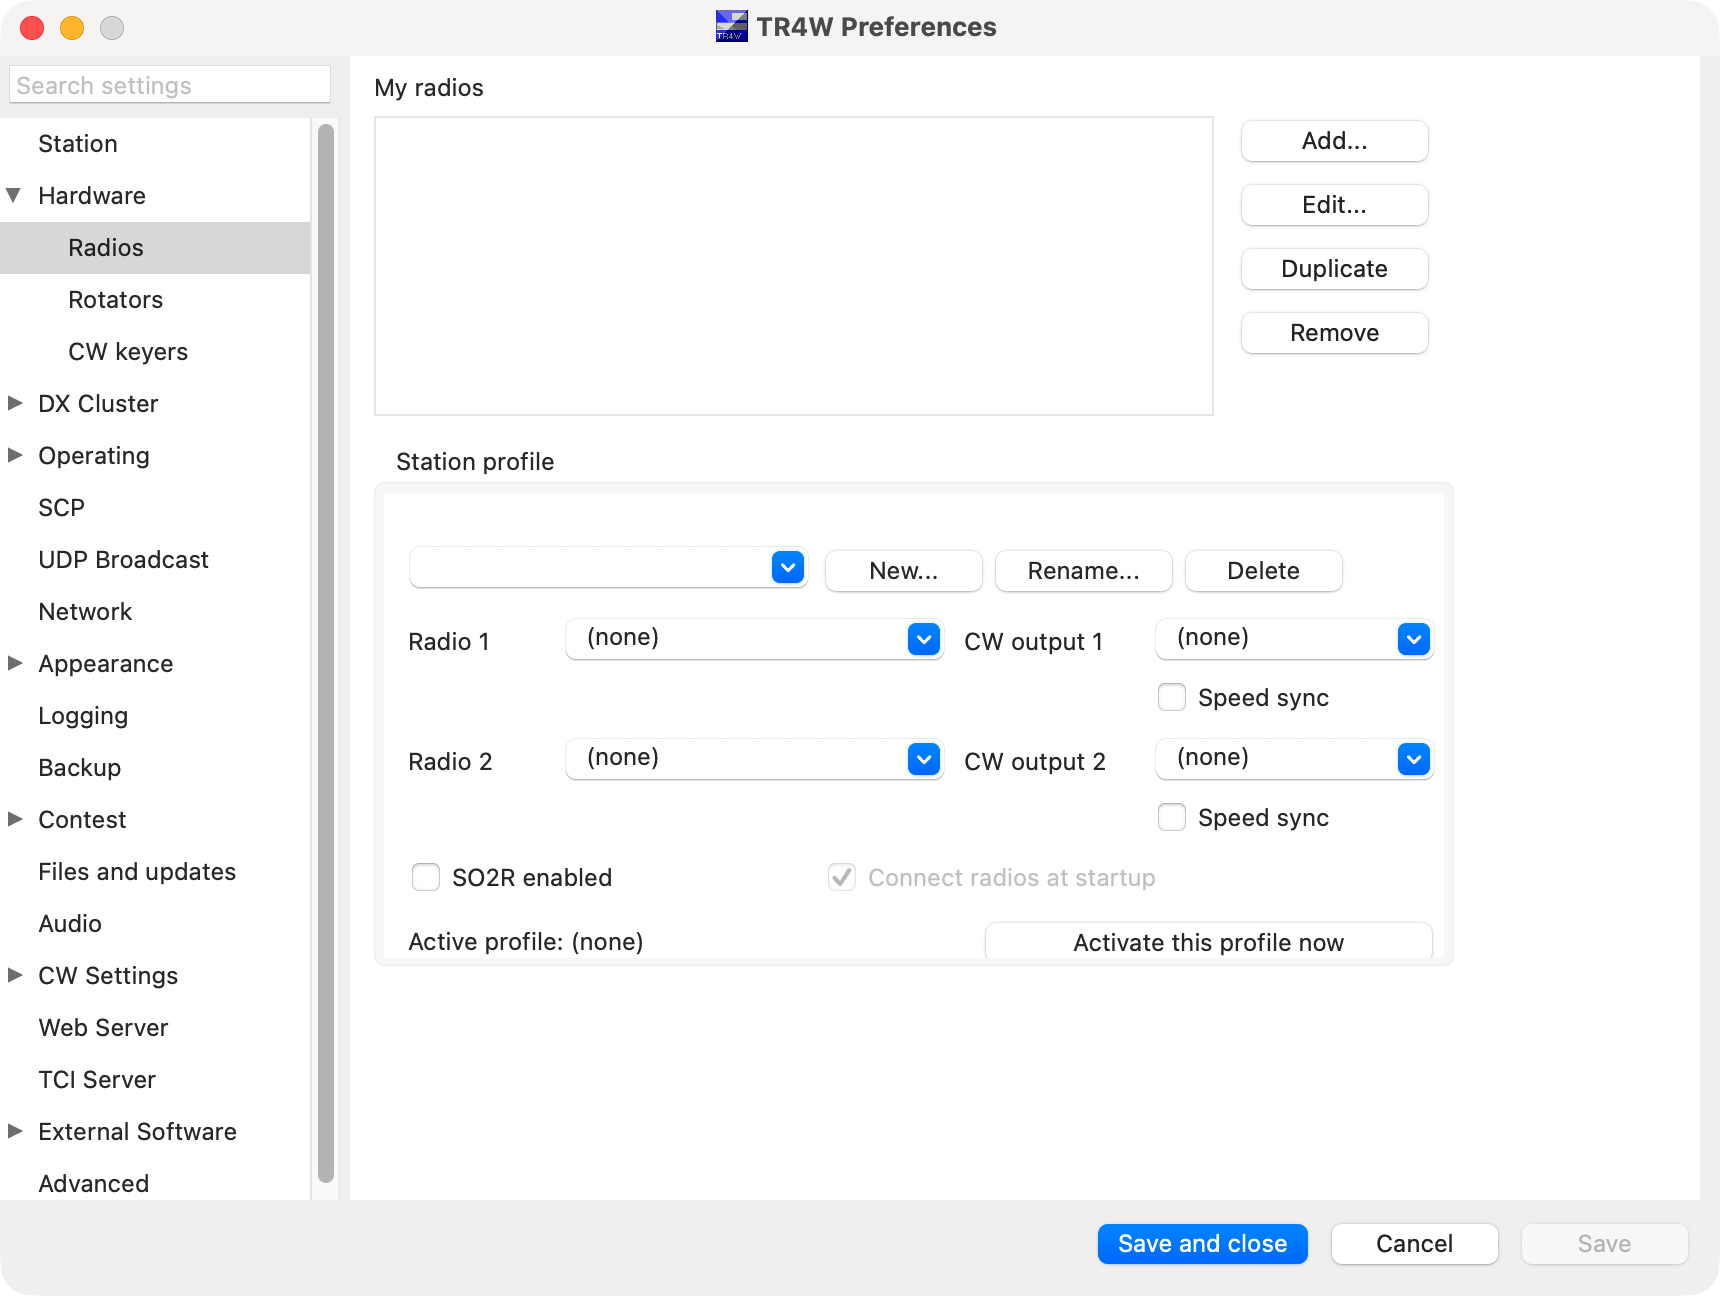 TR4W Preferences
Search settings
Station
Hardware
Radios
Rotators
CW keyers
DX Cluster
Operating
SCP
UDP Broadcast
Network
Appearance
Logging
Backup
Contest
Files and updates
Audio
CW Settings
Web Server
TCI Server
External Software
Advanced
My radios
Add...
Edit...
Duplicate
Remove
Station profile
New... Rename... Delete
Radio 1 (none) CW output 1 (none)
Speed sync
Radio 2 (none) CW output 2 (none)
Speed sync
SO2R enabled Connect radios at startup
Active profile: (none) Activate this profile now
Save and close Cancel Save